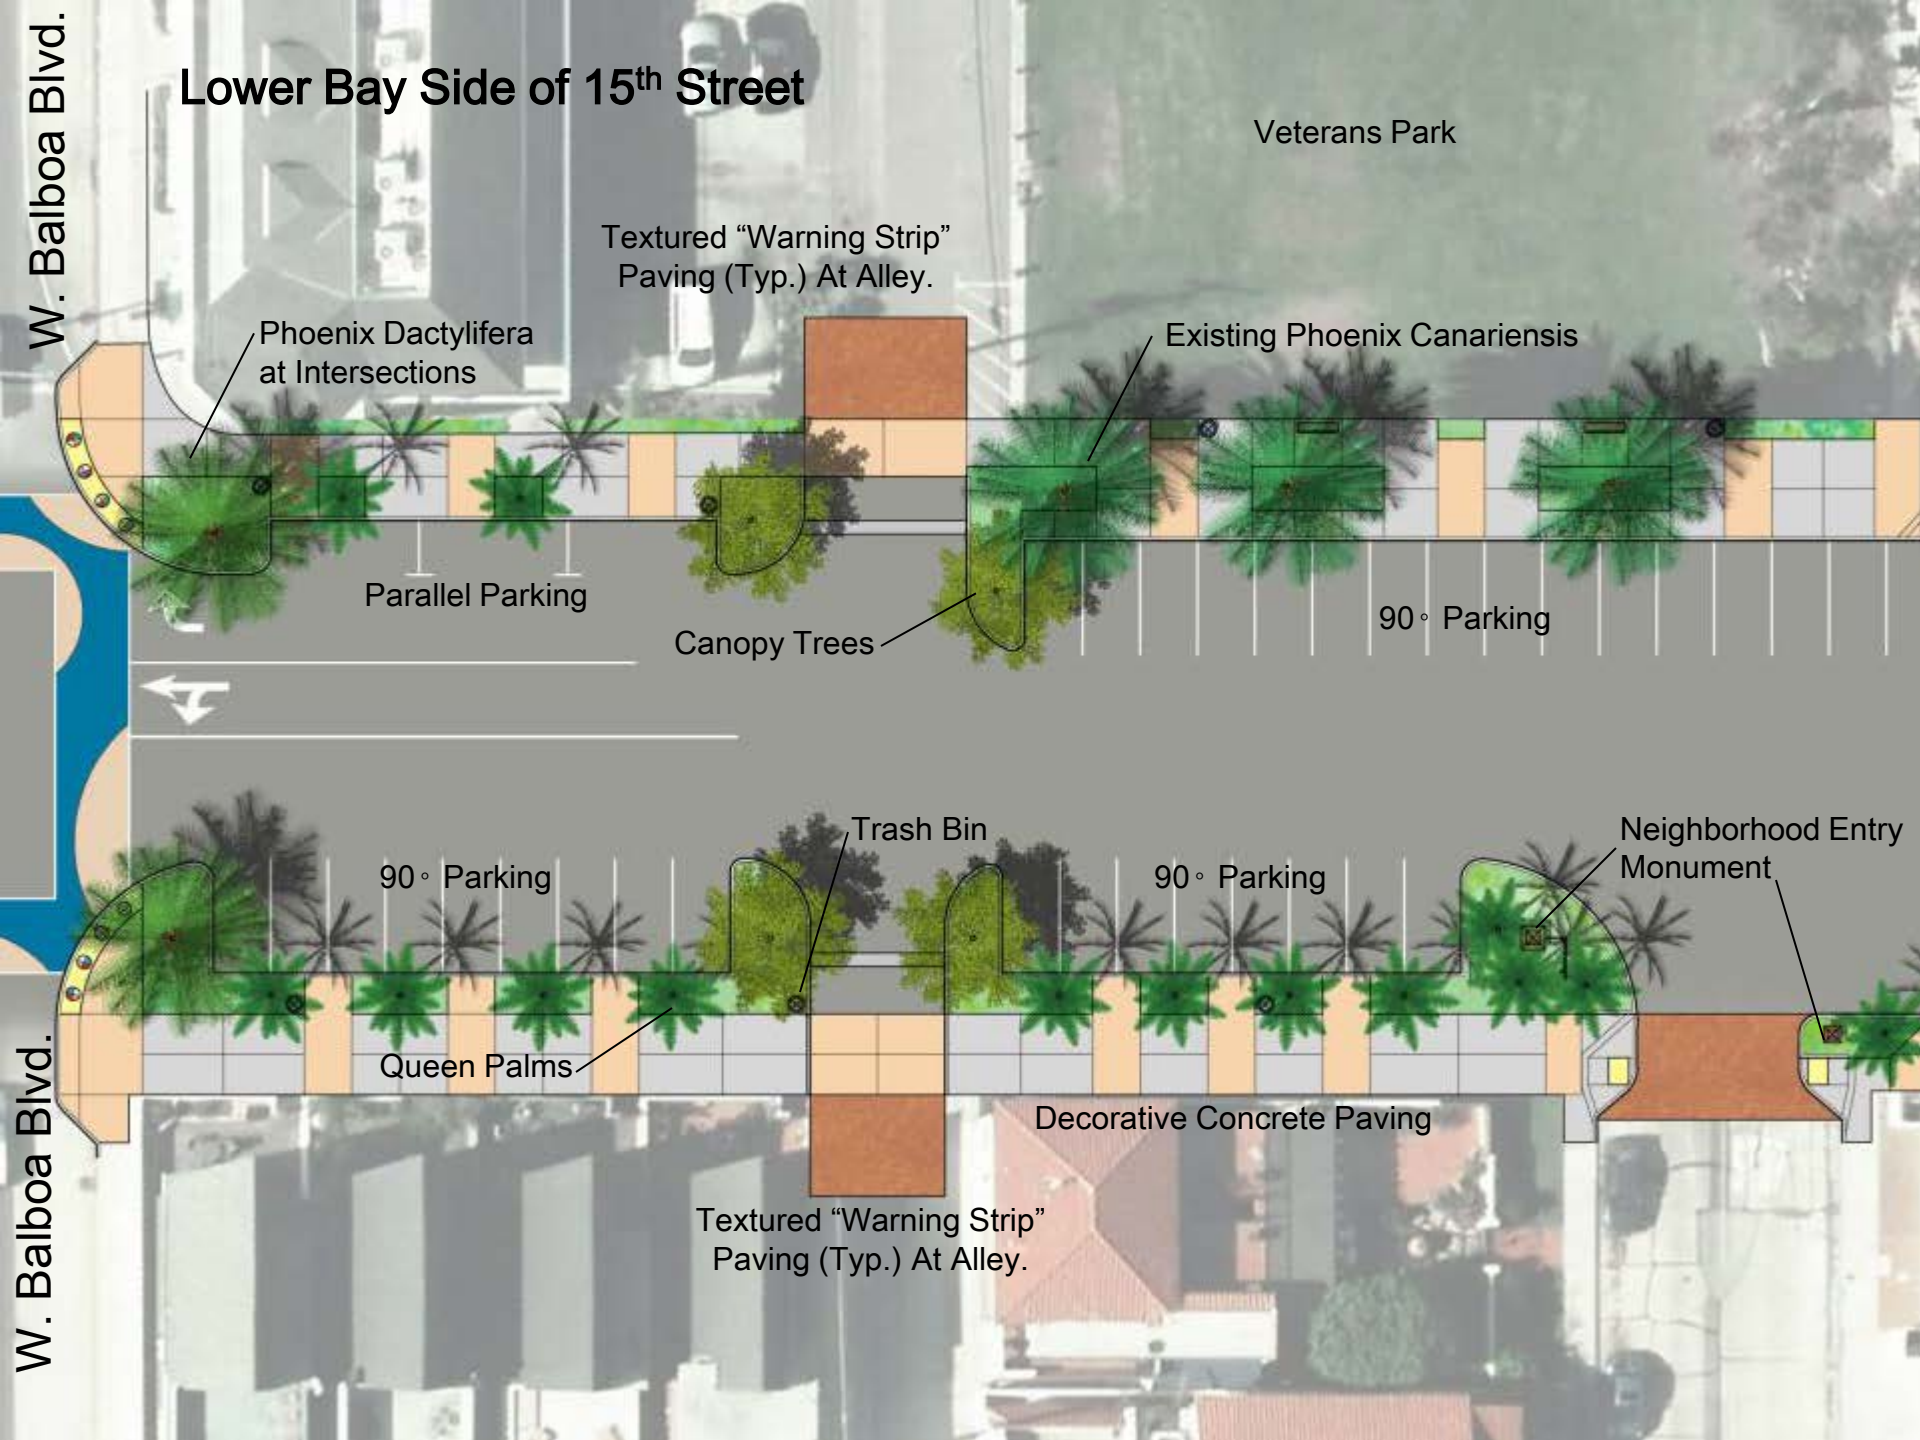 W. Balboa Blvd.
Lower Bay Side of 15th Street
Veterans Park
Textured “Warning Strip”
Paving (Typ.) At Alley.
Phoenix Dactylifera
at Intersections
Existing Phoenix Canariensis
Parallel Parking
90◦ Parking
Canopy Trees
Trash Bin
Neighborhood Entry
Monument
90◦ Parking
90◦ Parking
Queen Palms
W. Balboa Blvd.
Decorative Concrete Paving
Textured “Warning Strip”
Paving (Typ.) At Alley.